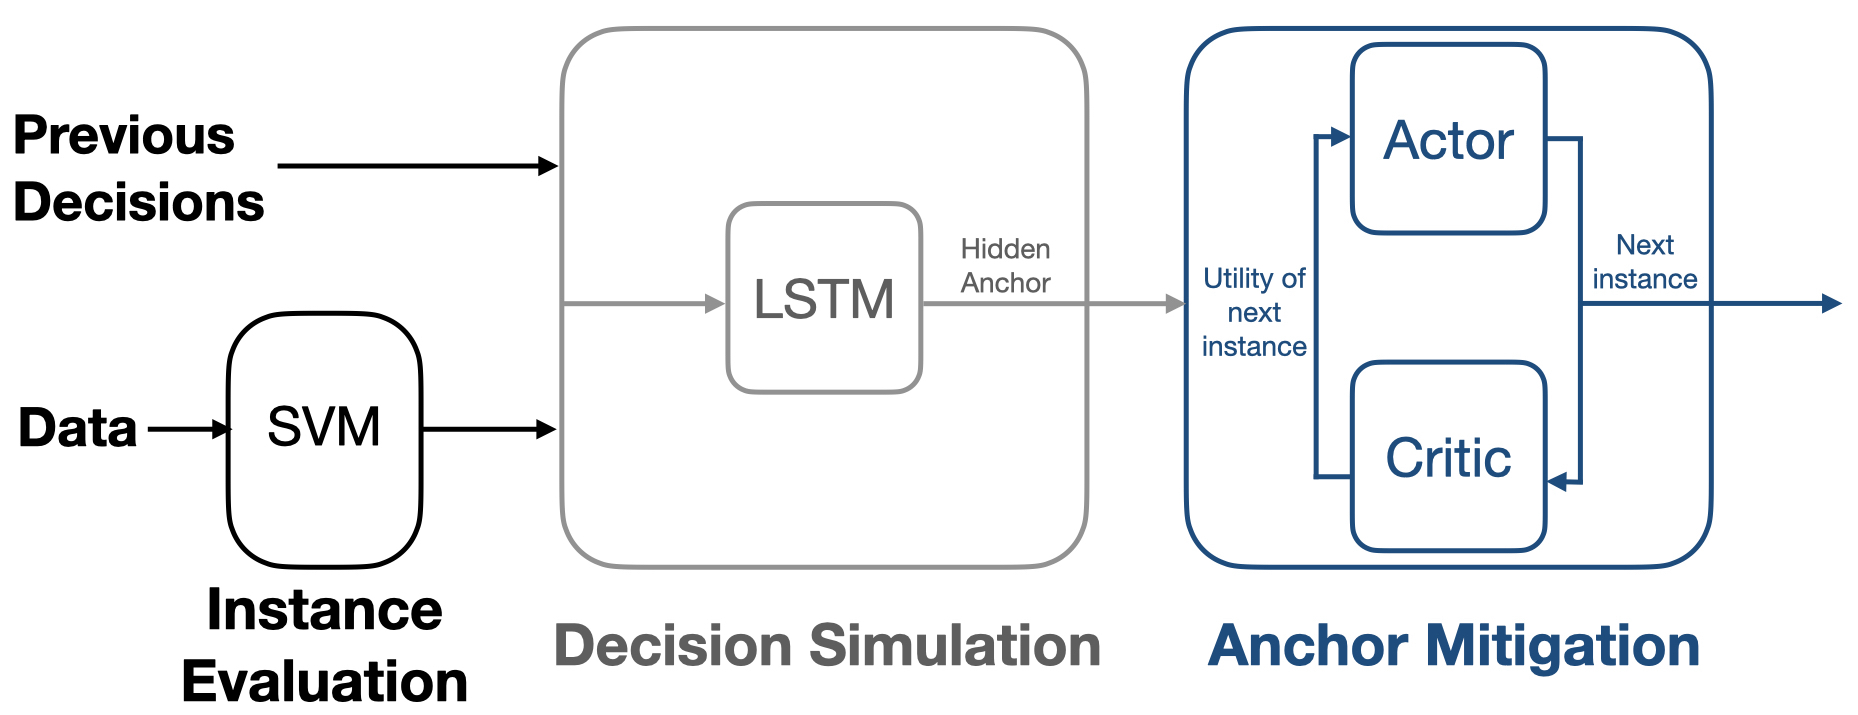 Previous
Decisions
Data
SVM
Instance
Evaluation
LSTM
Hidden
Anchor
Decision Simulation
Actor
Utility of
next
instance
Next
instance
Critic
Anchor Mitigation